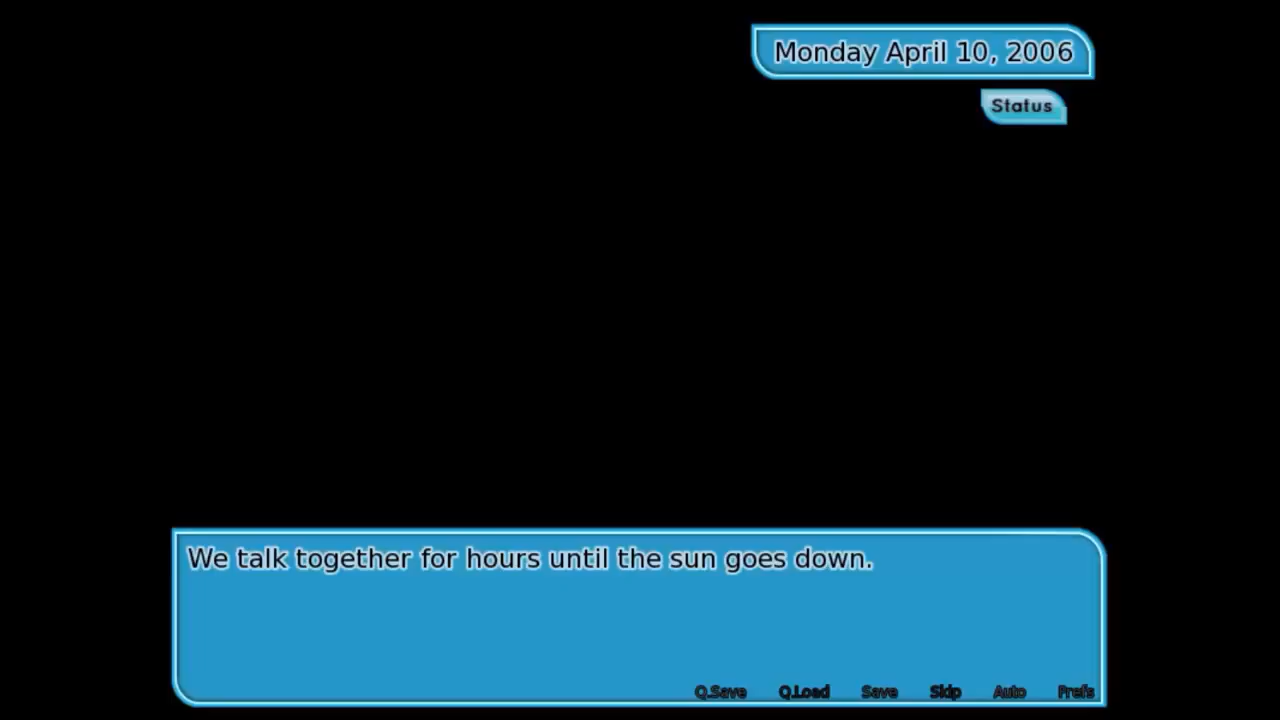 Monday April 10, 2006
Status
We talk together for hours until the sun goes down.
Q.Save Q.Load Save Skip Auto Prefs